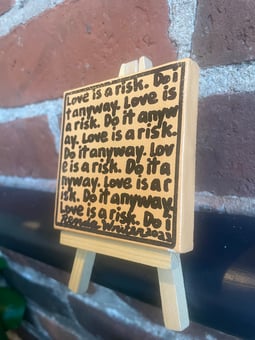 Love is a risk. Do i
t anyway. Love is
a risk. Do it anyw
ay. Love is a risk.
Do it anyway. Lov
e is a risk. Do it a
nyway. Love is a r
isk. Do it anyway.
Love is a risk. Do i